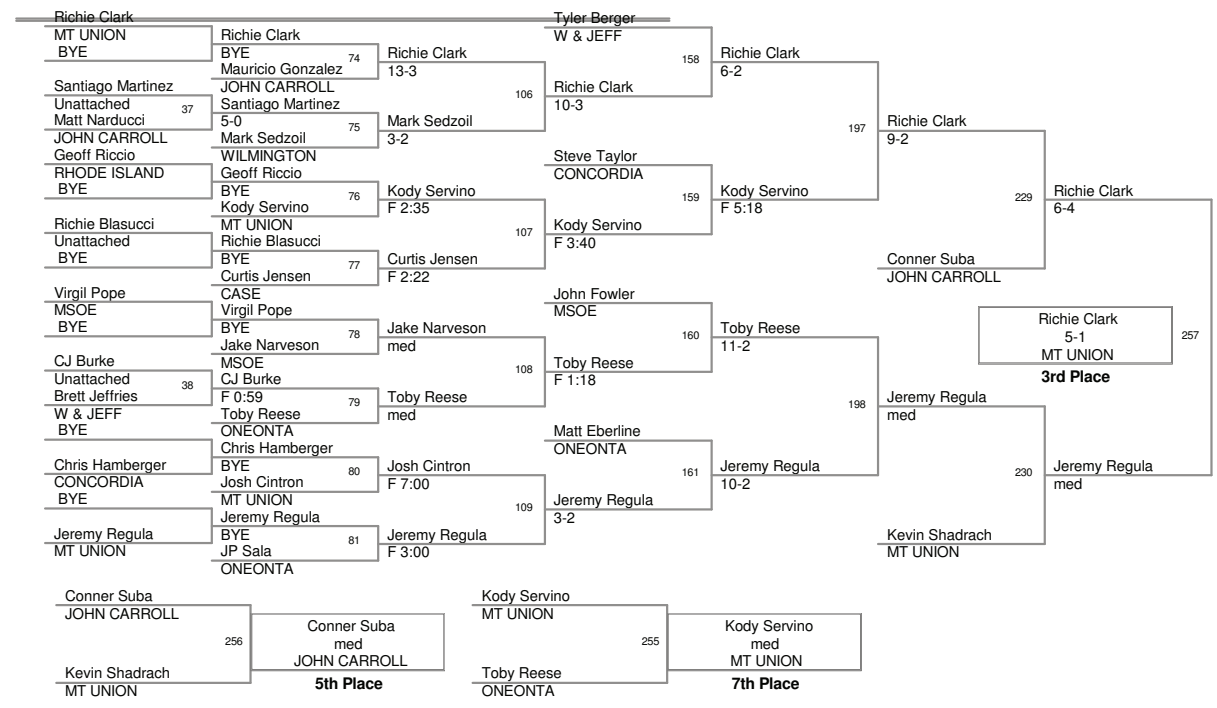 Richie Clark
MT UNION
BYE
Santiago Martinez
Unattached
37
Matt Narducci
JOHN CARROLL
Geoff Riccio
RHODE ISLAND
BYE
Richie Blasucci
Unattached
BYE
Virgil Pope
MSOE
BYE
CJ Burke
Unattached
38
Brett Jeffries
W & JEFF
BYE
Chris Hamberger
CONCORDIA
BYE
Jeremy Regula
MT UNION
Richie Clark
BYE
74
Mauricio Gonzalez
JOHN CARROLL
Santiago Martinez
5-0
75
Mark Sedzoil
WILMINGTON
Geoff Riccio
BYE
76
Kody Servino
MT UNION
Richie Blasucci
BYE
77
Curtis Jensen
CASE
Virgil Pope
BYE
78
Jake Narveson
MSOE
CJ Burke
F 0:59
79
Toby Reese
ONEONTA
Chris Hamberger
BYE
80
Josh Cintron
MT UNION
Jeremy Regula
BYE
81
JP Sala
ONEONTA
Richie Clark
13-3
106
Mark Sedzoil
3-2
Kody Servino
F 2:35
107
Curtis Jensen
F 2:22
Jake Narveson
med
108
Toby Reese
med
Josh Cintron
F 7:00
109
Jeremy Regula
F 3:00
Tyler Berger
W & JEFF
158
Richie Clark
10-3
Steve Taylor
CONCORDIA
159
Kody Servino
F 3:40
John Fowler
MSOE
160
Toby Reese
F 1:18
Matt Eberline
ONEONTA
161
Jeremy Regula
3-2
Richie Clark
6-2
197
Kody Servino
F 5:18
Toby Reese
11-2
198
Jeremy Regula
10-2
Richie Clark
9-2
229
Conner Suba
JOHN CARROLL
Jeremy Regula
med
230
Kevin Shadrach
MT UNION
Richie Clark
6-4
Richie Clark
5-1
MT UNION
257
3rd Place
Jeremy Regula
med
Conner Suba
JOHN CARROLL
256
Kevin Shadrach
MT UNION
Conner Suba
med
JOHN CARROLL
5th Place
Kody Servino
MT UNION
255
Toby Reese
ONEONTA
Kody Servino
med
MT UNION
7th Place